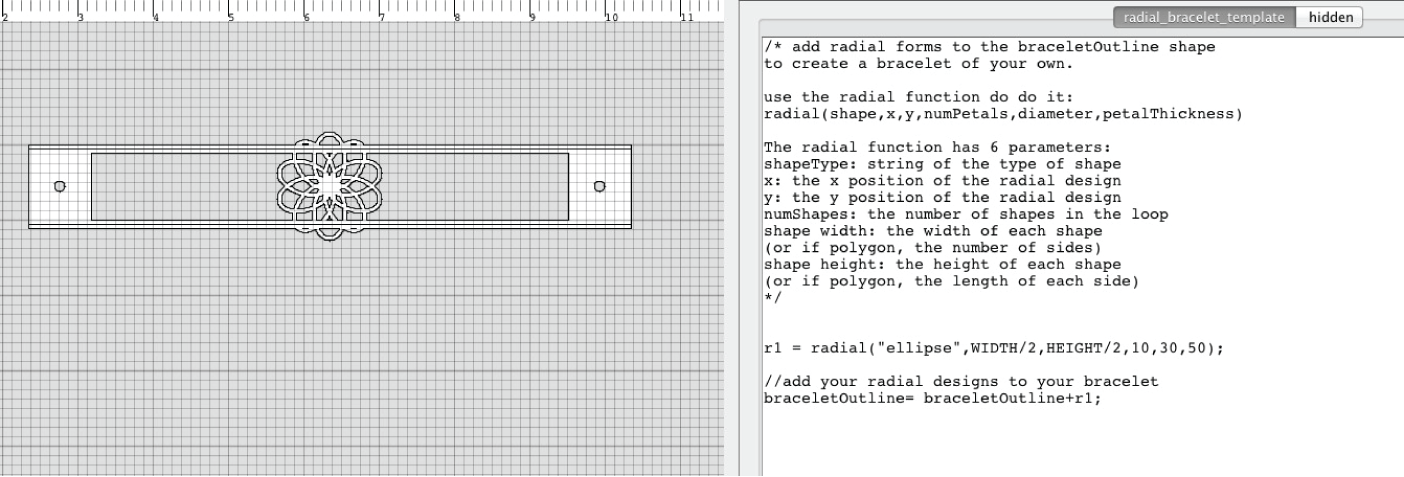 2 3 4 5 6 7 8 9 10 11
radial_bracelet_template hidden
/* add radial forms to the braceletOutline shape
to create a bracelet of your own.
use the radial function do do it:
radial(shape,x,y,numPetals,diameter,petalThickness)
The radial function has 6 parameters:
shapeType: string of the type of shape
x: the x position of the radial design
y: the y position of the radial design
numShapes: the number of shapes in the loop
shape width: the width of each shape
(or if polygon, the number of sides)
shape height: the height of each shape
(or if polygon, the length of each side)
*/
r1 = radial("ellipse",WIDTH/2,HEIGHT/2,10,30,50);
//add your radial designs to your bracelet
braceletOutline= braceletOutline+r1;